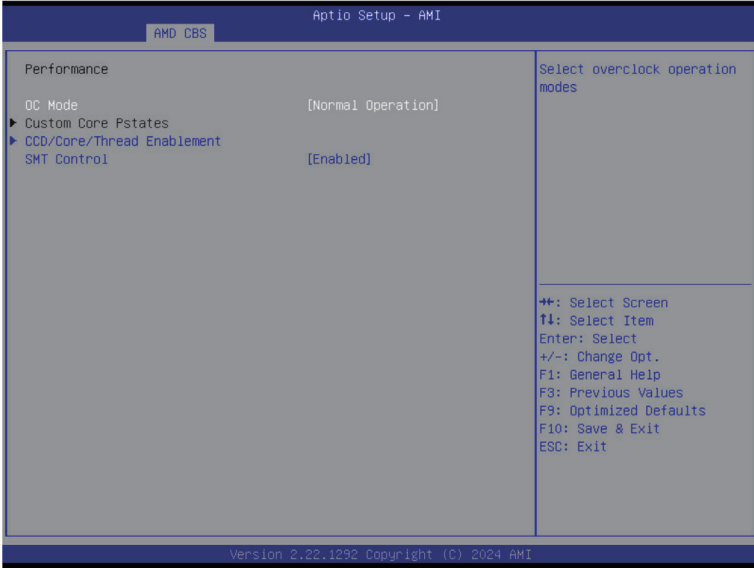 Aptio Setup – AMI
AMD CBS
Performance
OC Mode [Normal Operation]
Custom Core Pstates
CCD/Core/Thread Enablement
SMT Control [Enabled]
Select overclock operation
modes
→←: Select Screen
↑↓: Select Item
Enter: Select
+/-: Change Opt.
F1: General Help
F3: Previous Values
F9: Optimized Defaults
F10: Save & Exit
ESC: Exit
Version 2.22.1292 Copyright (C) 2024 AMI